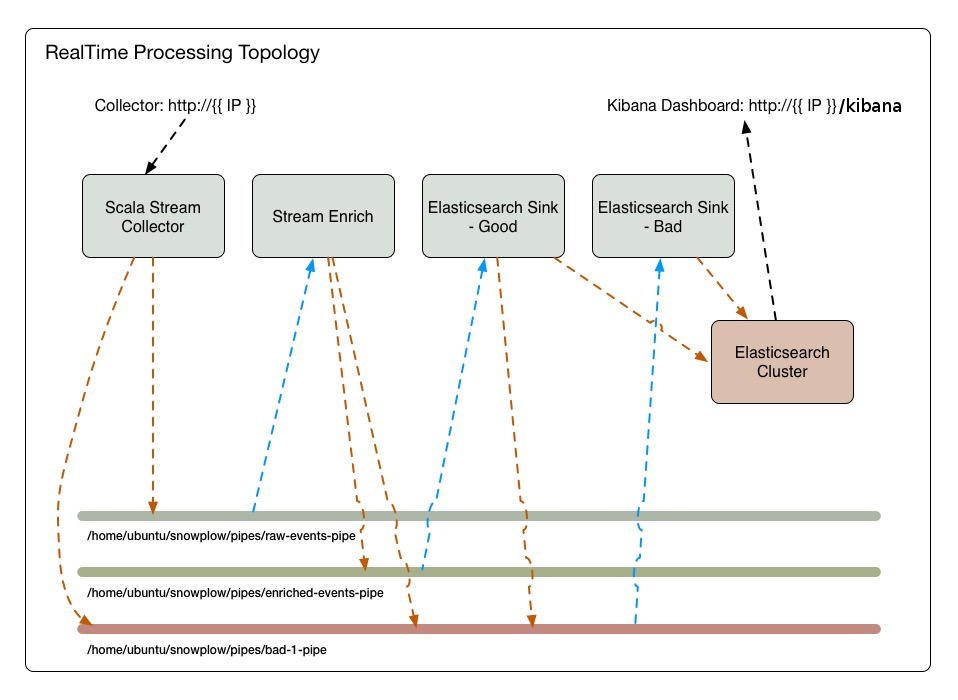 RealTime Processing Topology
Collector: http://{{ IP }}
Kibana Dashboard: http://{{ IP }}/kibana
Scala Stream
Collector
Stream Enrich
Elasticsearch Sink
- Good
Elasticsearch Sink
- Bad
Elasticsearch
Cluster
/home/ubuntu/snowplow/pipes/raw-events-pipe
/home/ubuntu/snowplow/pipes/enriched-events-pipe
/home/ubuntu/snowplow/pipes/bad-1-pipe